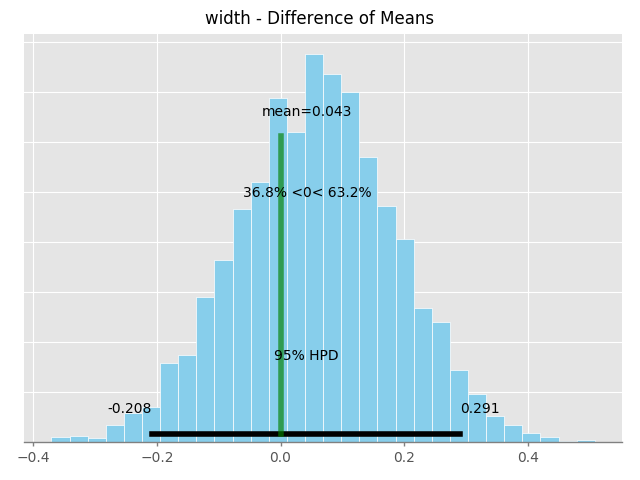 width - Difference of Means
mean=0.043
36.8% <0< 63.2%
95% HPD
-0.208
0.291
−0.4
−0.2
0.0
0.2
0.4